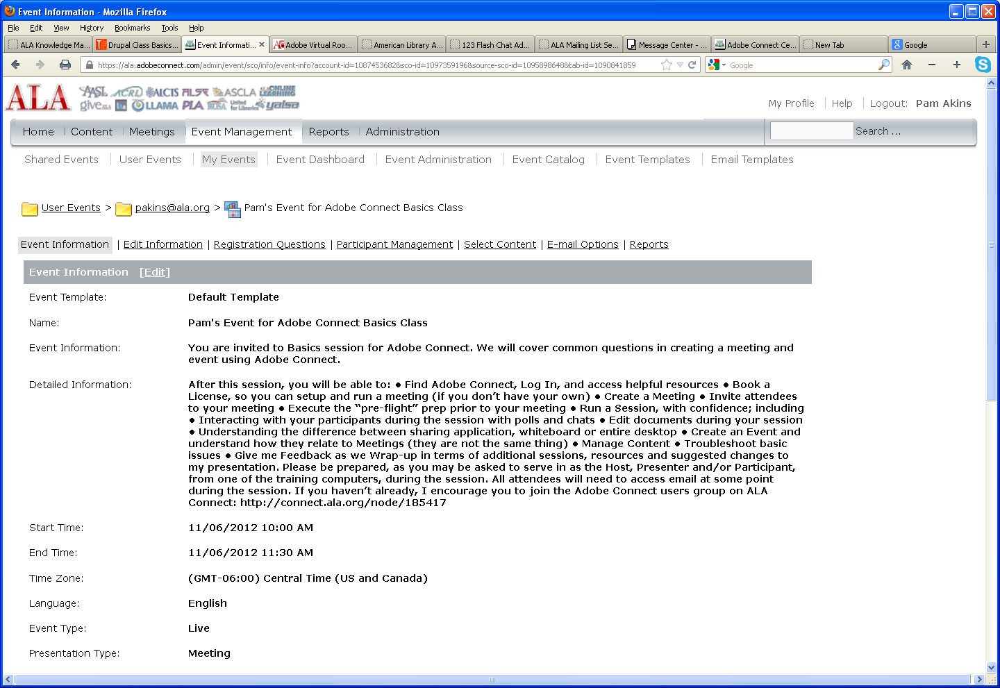 Event Information - Mozilla Firefox
File Edit View History Bookmarks Tools Help
ALA Knowledge Ma... Drupal Class Basics... Event Informati... Adobe Virtual Roo... American Library A... 123 Flash Chat Ad... ALA Mailing List Se... Message Center - ... Adobe Connect Ce... New Tab Google
https://ala.adobeconnect.com/admin/event/sco/info/event-info?account-id=1087453682&sco-id=1097359196&source-sco-id=1095898648&tab-id=1090841859 Google
ALA AASL ACRL ALCTS ALSC ASCLA ALA ONLINE LEARNING
giveALA LLAMA PLA RUSA United for Libraries yalsa
My Profile Help Logout: Pam Akins
Home Content Meetings Event Management Reports Administration Search ...
Shared Events User Events My Events Event Dashboard Event Administration Event Catalog Event Templates Email Templates
User Events > pakins@ala.org > Pam's Event for Adobe Connect Basics Class
Event Information | Edit Information | Registration Questions | Participant Management | Select Content | E-mail Options | Reports
Event Information [Edit]
Event Template: Default Template
Name: Pam's Event for Adobe Connect Basics Class
Event Information: You are invited to Basics session for Adobe Connect. We will cover common questions in creating a meeting and
event using Adobe Connect.
Detailed Information: After this session, you will be able to: ● Find Adobe Connect, Log In, and access helpful resources ● Book a
License, so you can setup and run a meeting (if you don’t have your own) ● Create a Meeting ● Invite attendees
to your meeting ● Execute the “pre-flight” prep prior to your meeting ● Run a Session, with confidence; including
● Interacting with your participants during the session with polls and chats ● Edit documents during your session
● Understanding the difference between sharing application, whiteboard or entire desktop ● Create an Event and
understand how they relate to Meetings (they are not the same thing) ● Manage Content ● Troubleshoot basic
issues ● Give me Feedback as we Wrap-up in terms of additional sessions, resources and suggested changes to
my presentation. Please be prepared, as you may be asked to serve in as the Host, Presenter and/or Participant,
from one of the training computers, during the session. All attendees will need to access email at some point
during the session. If you haven’t already, I encourage you to join the Adobe Connect users group on ALA
Connect: http://connect.ala.org/node/185417
Start Time: 11/06/2012 10:00 AM
End Time: 11/06/2012 11:30 AM
Time Zone: (GMT-06:00) Central Time (US and Canada)
Language: English
Event Type: Live
Presentation Type: Meeting